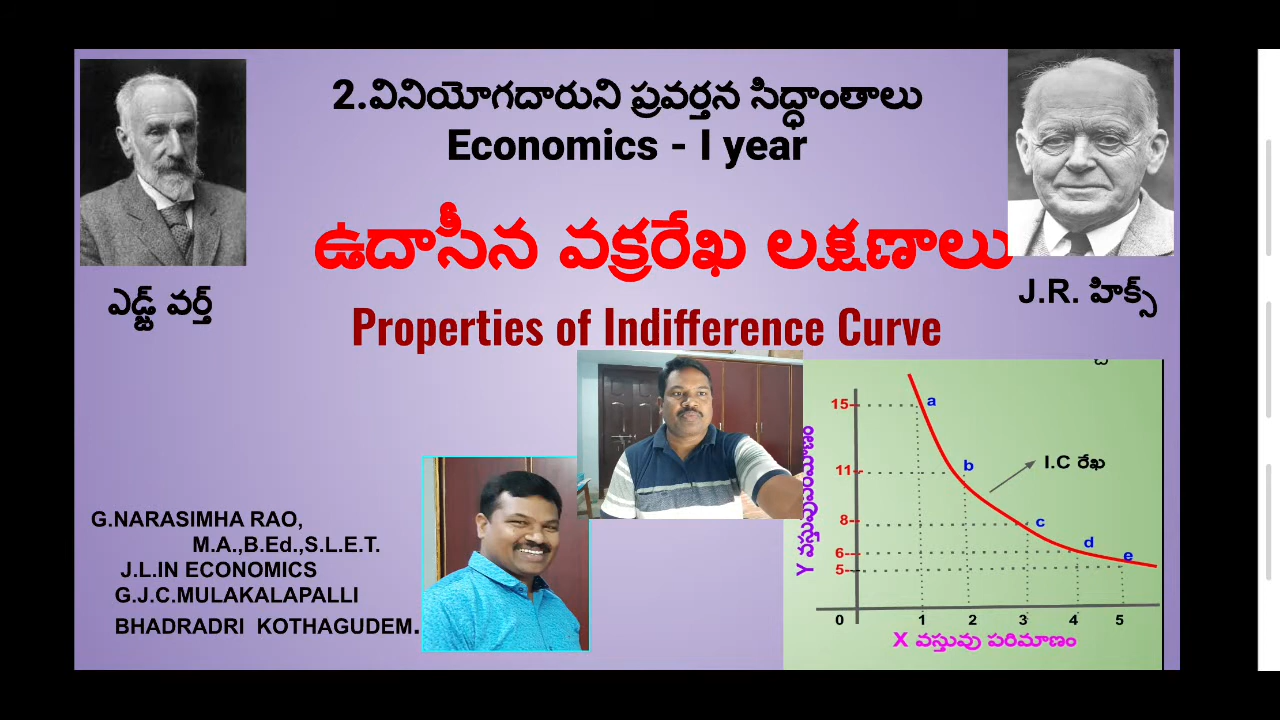 2.వినియోగదారుని ప్రవర్తన సిద్ధాంతాలు
Economics - I year
ఉదాసీన వక్రరేఖ లక్షణాలు
Properties of Indifference Curve
ఎడ్జ్ వర్త్
J.R. హిక్స్
G.NARASIMHA RAO,
M.A.,B.Ed.,S.L.E.T.
J.L.IN ECONOMICS
G.J.C.MULAKALAPALLI
BHADRADRI KOTHAGUDEM.
15
a
11
b
I.C రేఖ
8
c
6
d
5
e
Y వస్తువు పరిమాణం
0 1 2 3 4 5
X వస్తువు పరిమాణం